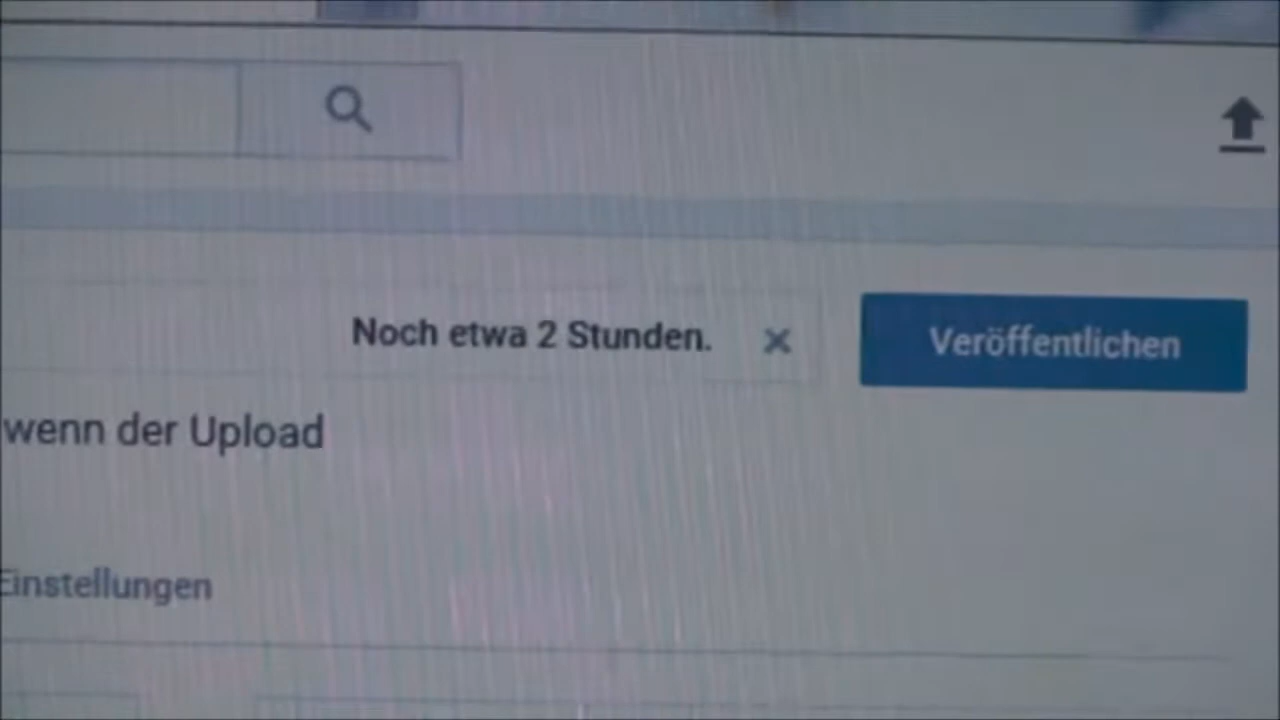 Noch etwa 2 Stunden.
Veröffentlichen
wenn der Upload
Einstellungen